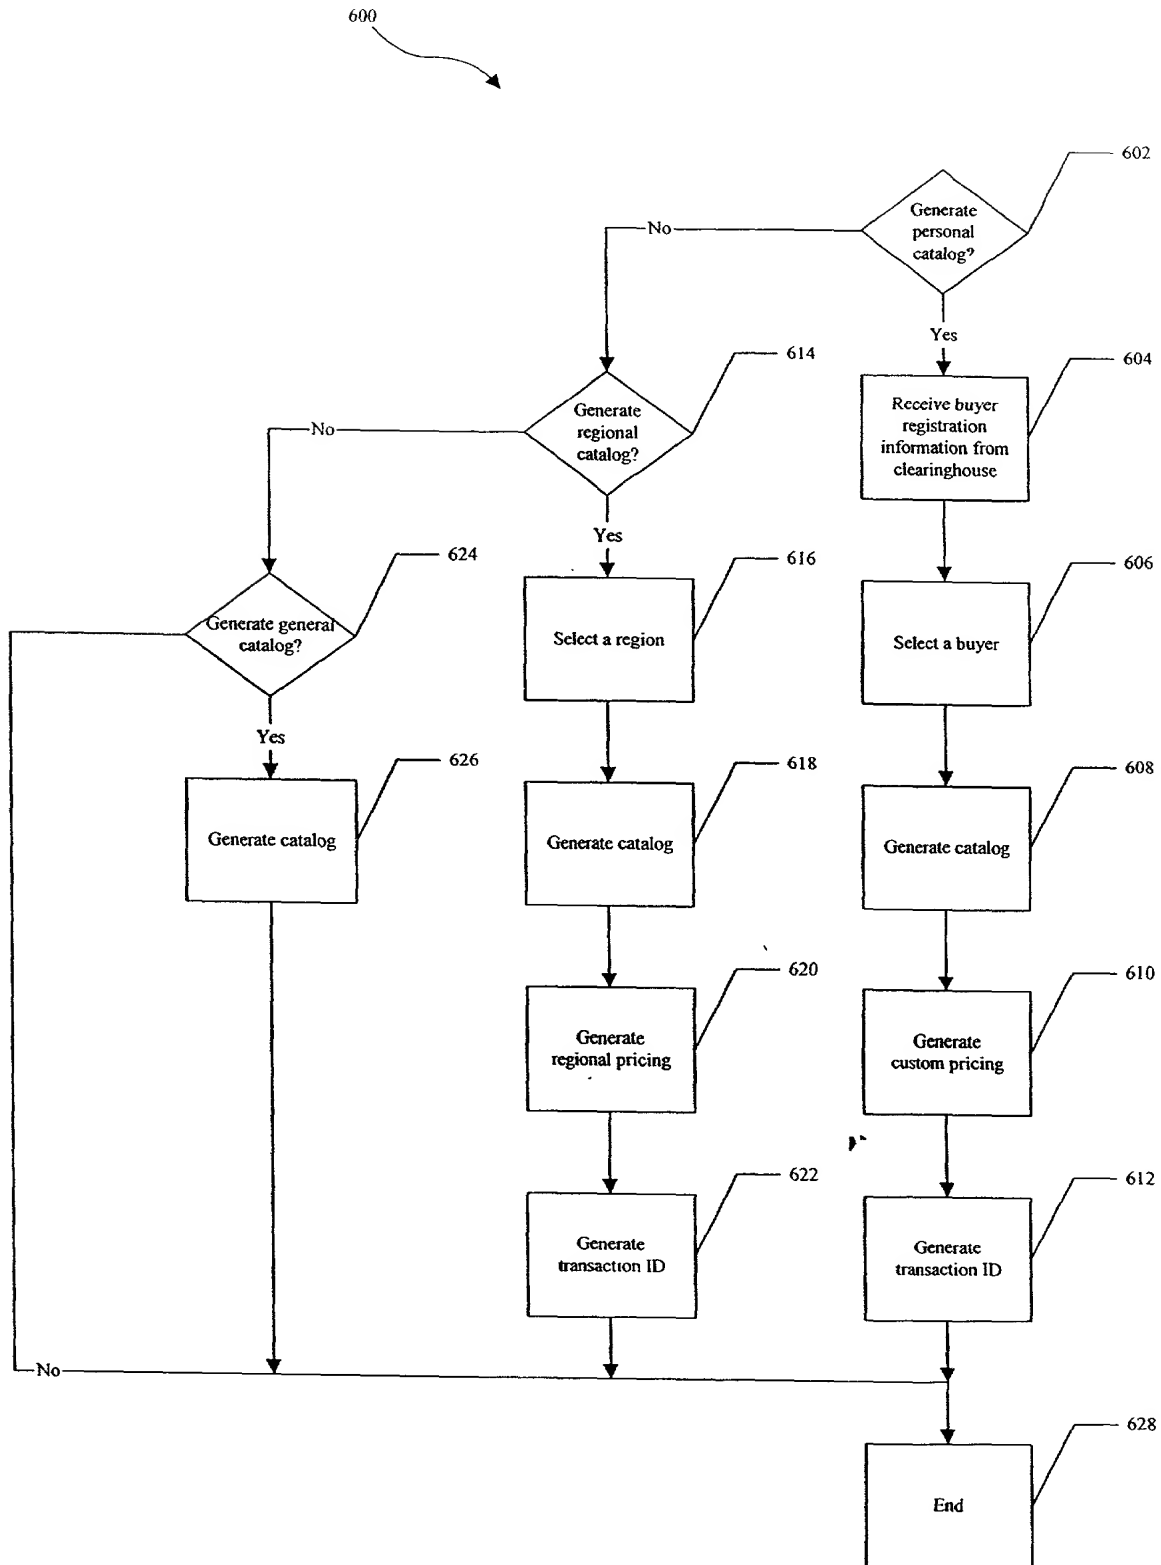 600
602
Generate
personal
catalog?
No
Yes
614
604
Generate
regional
catalog?
Receive buyer
registration
information from
clearinghouse
No
Yes
624
616
606
Generate general
catalog?
Select a region
Select a buyer
Yes
626
618
608
Generate catalog
Generate catalog
Generate catalog
620
610
Generate
regional pricing
Generate
custom pricing
622
612
Generate
transaction ID
Generate
transaction ID
No
628
End